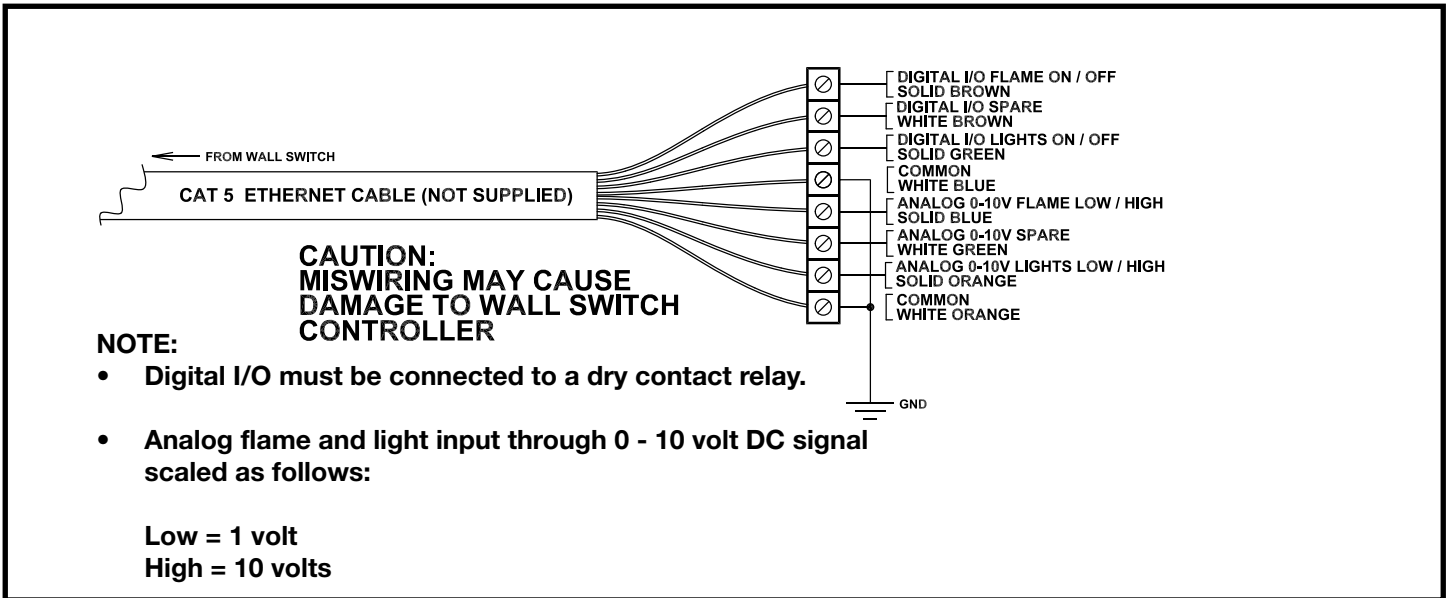 DIGITAL I/O FLAME ON / OFF
SOLID BROWN
DIGITAL I/O SPARE
WHITE BROWN
DIGITAL I/O LIGHTS ON / OFF
SOLID GREEN
COMMON
WHITE BLUE
ANALOG 0-10V FLAME LOW / HIGH
SOLID BLUE
ANALOG 0-10V SPARE
WHITE GREEN
ANALOG 0-10V LIGHTS LOW / HIGH
SOLID ORANGE
COMMON
WHITE ORANGE
FROM WALL SWITCH
CAT 5 ETHERNET CABLE (NOT SUPPLIED)
CAUTION:
MISWIRING MAY CAUSE
DAMAGE TO WALL SWITCH
CONTROLLER
GND
NOTE:
• Digital I/O must be connected to a dry contact relay.
• Analog flame and light input through 0 - 10 volt DC signal
scaled as follows:
Low = 1 volt
High = 10 volts